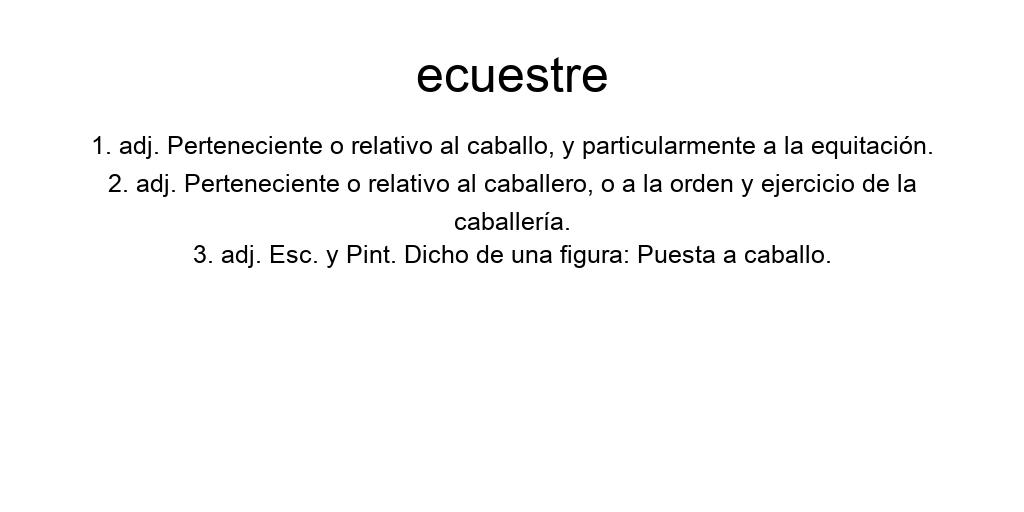 ecuestre
1. adj. Perteneciente o relativo al caballo, y particularmente a la equitación.
2. adj. Perteneciente o relativo al caballero, o a la orden y ejercicio de la
caballería.
3. adj. Esc. y Pint. Dicho de una figura: Puesta a caballo.